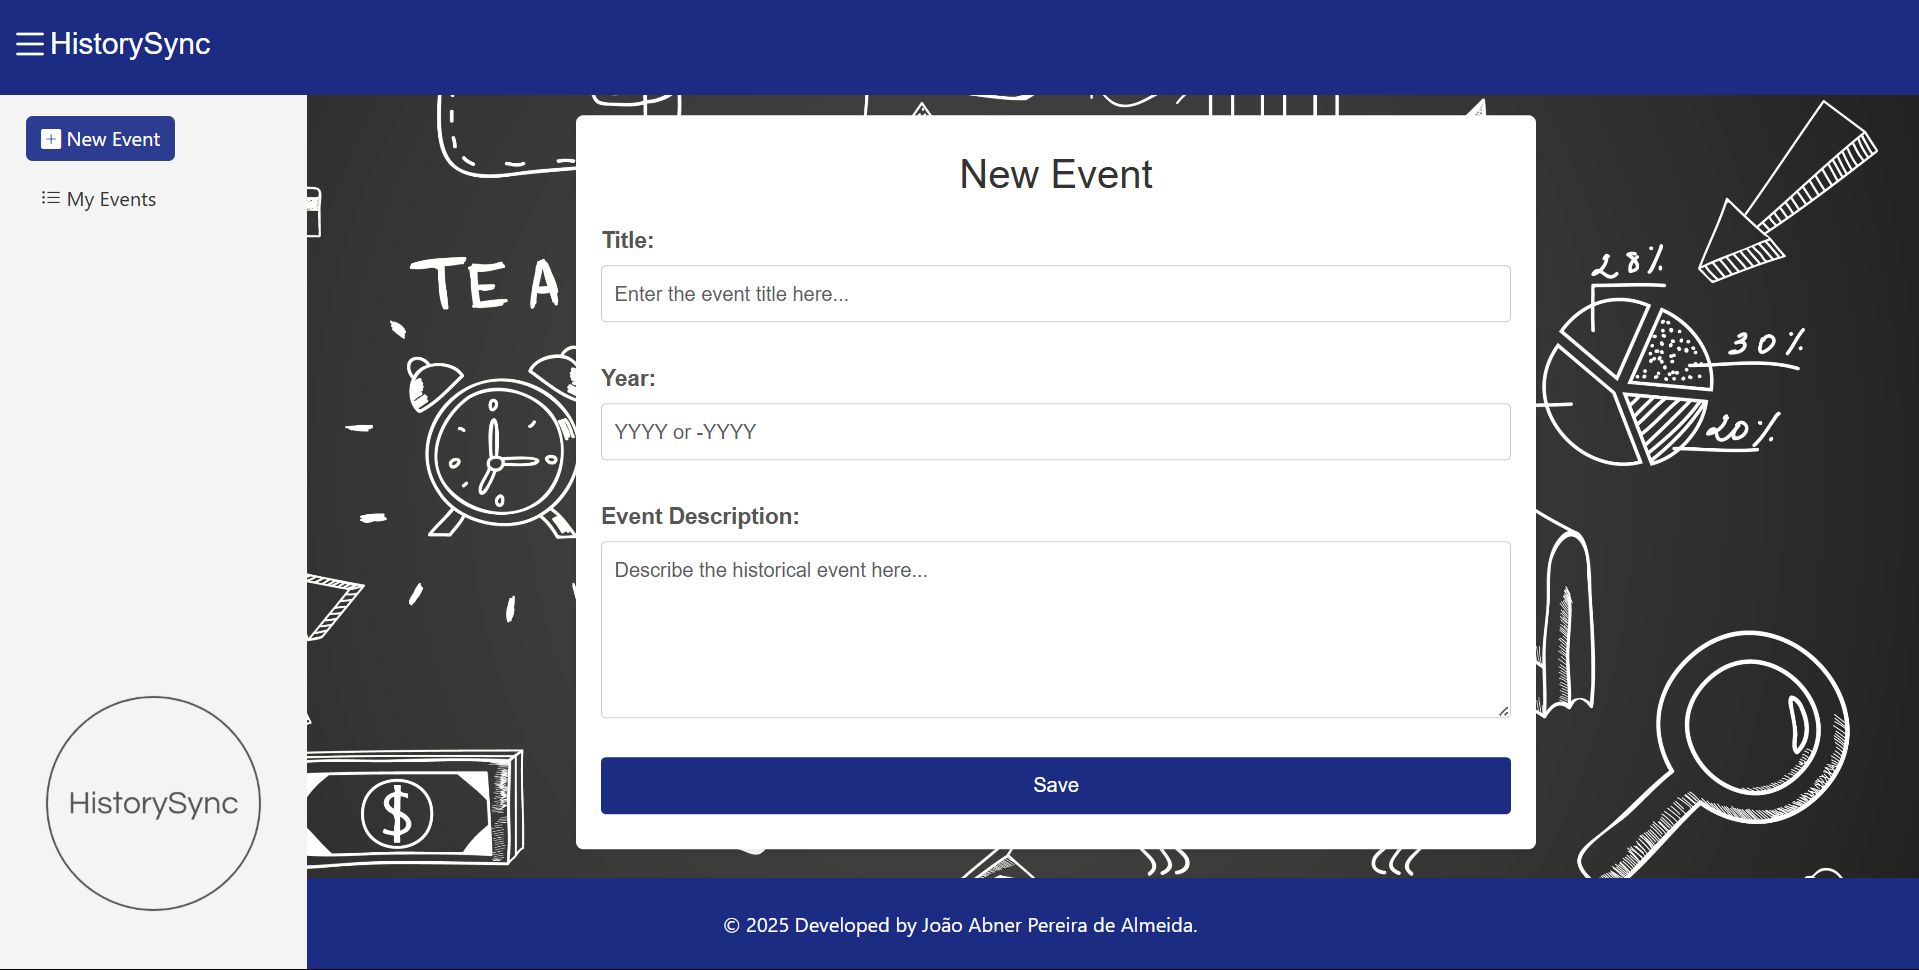 HistorySync
New Event
My Events
HistorySync
New Event
Title:
Enter the event title here...
Year:
YYYY or -YYYY
Event Description:
Describe the historical event here...
Save
TEA
28%
30%
20%
$
© 2025 Developed by João Abner Pereira de Almeida.